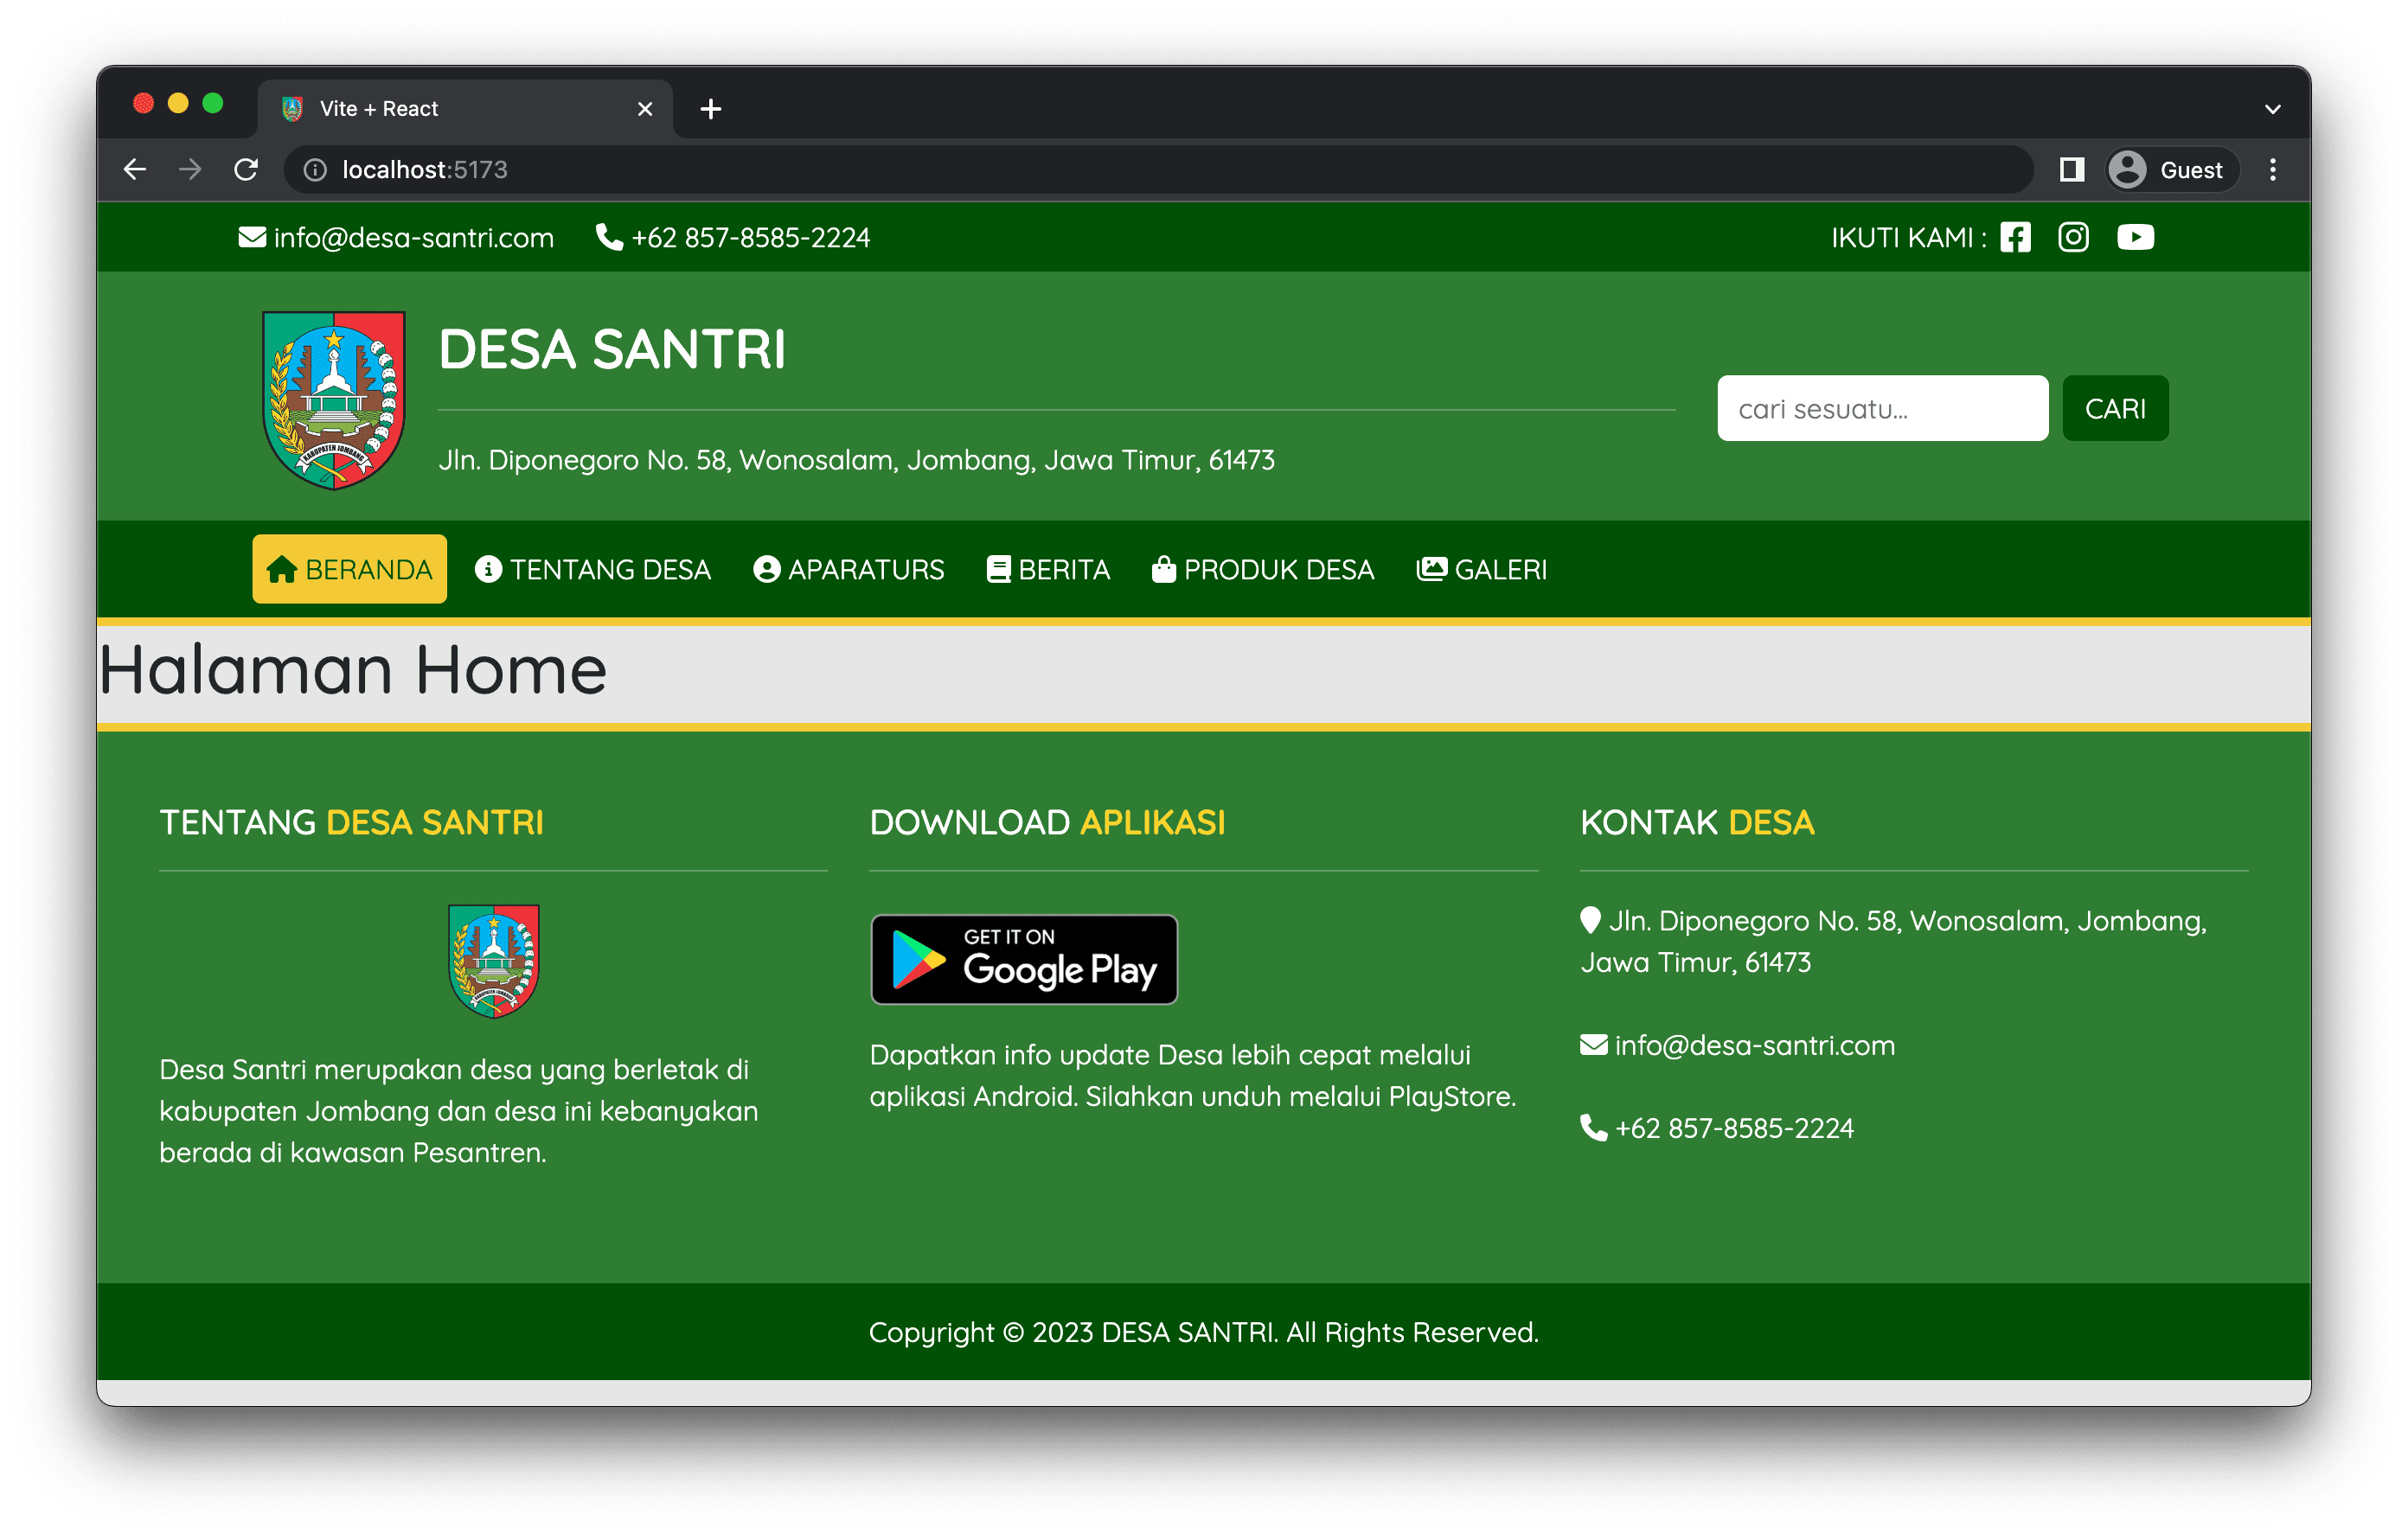 Vite + React
localhost:5173
Guest
info@desa-santri.com +62 857-8585-2224 IKUTI KAMI :
DESA SANTRI
cari sesuatu... CARI
Jln. Diponegoro No. 58, Wonosalam, Jombang, Jawa Timur, 61473
KABUPATEN JOMBANG
BERANDA TENTANG DESA APARATURS BERITA PRODUK DESA GALERI
Halaman Home
TENTANG DESA SANTRI
KABUPATEN JOMBANG
Desa Santri merupakan desa yang berletak di
kabupaten Jombang dan desa ini kebanyakan
berada di kawasan Pesantren.
DOWNLOAD APLIKASI
GET IT ON
Google Play
Dapatkan info update Desa lebih cepat melalui
aplikasi Android. Silahkan unduh melalui PlayStore.
KONTAK DESA
Jln. Diponegoro No. 58, Wonosalam, Jombang,
Jawa Timur, 61473
info@desa-santri.com
+62 857-8585-2224
Copyright © 2023 DESA SANTRI. All Rights Reserved.